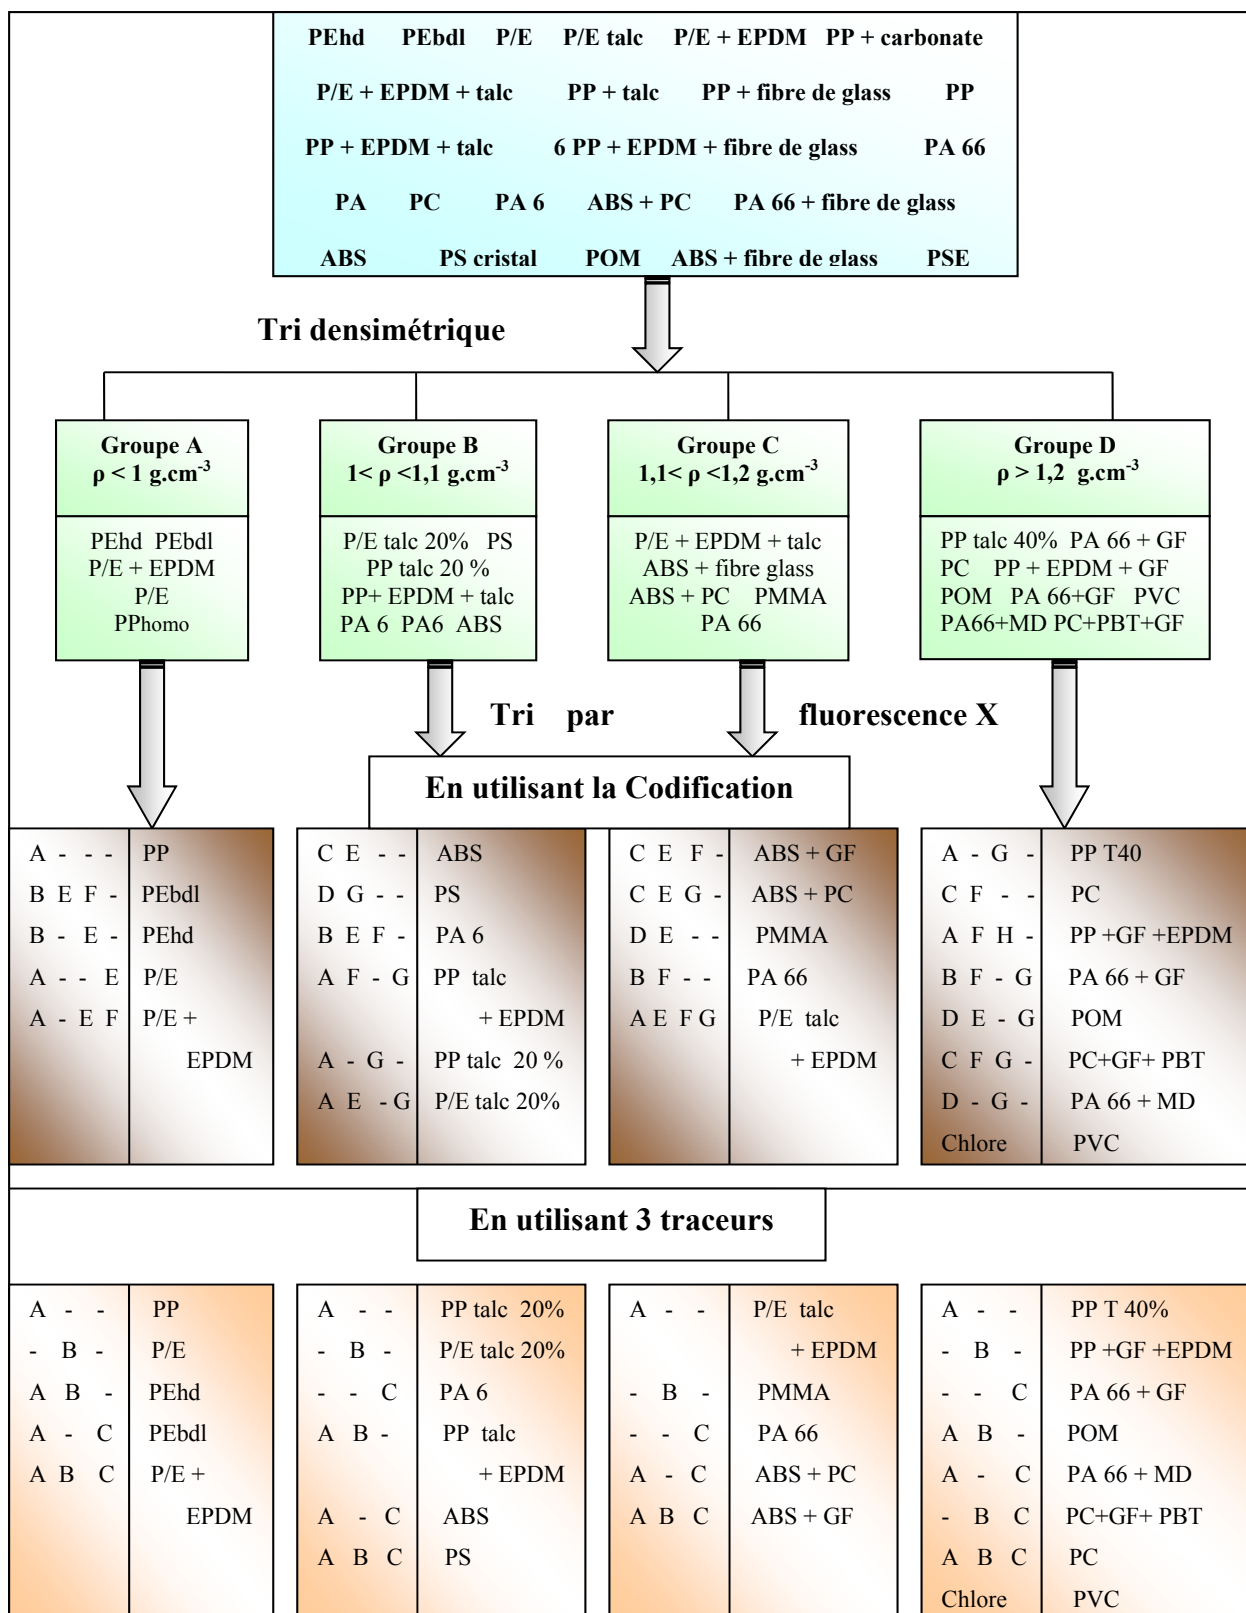 PEhd PEbdl P/E P/E talc P/E + EPDM PP + carbonate
P/E + EPDM + talc PP + talc PP + fibre de glass PP
PP + EPDM + talc 6 PP + EPDM + fibre de glass PA 66
PA PC PA 6 ABS + PC PA 66 + fibre de glass
ABS PS cristal POM ABS + fibre de glass PSE
Tri densimétrique
Groupe A
ρ < 1 g.cm-3
PEhd PEbdl
P/E + EPDM
P/E
PPhomo
Groupe B
1< ρ <1,1 g.cm-3
P/E talc 20% PS
PP talc 20 %
PP+ EPDM + talc
PA 6 PA6 ABS
Groupe C
1,1< ρ <1,2 g.cm-3
P/E + EPDM + talc
ABS + fibre glass
ABS + PC PMMA
PA 66
Groupe D
ρ > 1,2 g.cm-3
PP talc 40% PA 66 + GF
PC PP + EPDM + GF
POM PA 66+GF PVC
PA66+MD PC+PBT+GF
Tri par fluorescence X
En utilisant la Codification
A - - - PP
B E F - PEbdl
B - E - PEhd
A - - E P/E
A - E F P/E +
EPDM
C E - - ABS
D G - - PS
B E F - PA 6
A F - G PP talc
+ EPDM
A - G - PP talc 20 %
A E - G P/E talc 20%
C E F - ABS + GF
C E G - ABS + PC
D E - - PMMA
B F - - PA 66
A E F G P/E talc
+ EPDM
A - G - PP T40
C F - - PC
A F H - PP +GF +EPDM
B F - G PA 66 + GF
D E - G POM
C F G - PC+GF+ PBT
D - G - PA 66 + MD
Chlore PVC
En utilisant 3 traceurs
A - - PP
- B - P/E
A B - PEhd
A - C PEbdl
A B C P/E +
EPDM
A - - PP talc 20%
- B - P/E talc 20%
- - C PA 6
A B - PP talc
+ EPDM
A - C ABS
A B C PS
A - - P/E talc
+ EPDM
- B - PMMA
- - C PA 66
A - C ABS + PC
A B C ABS + GF
A - - PP T 40%
- B - PP +GF +EPDM
- - C PA 66 + GF
A B - POM
A - C PA 66 + MD
- B C PC+GF+ PBT
A B C PC
Chlore PVC